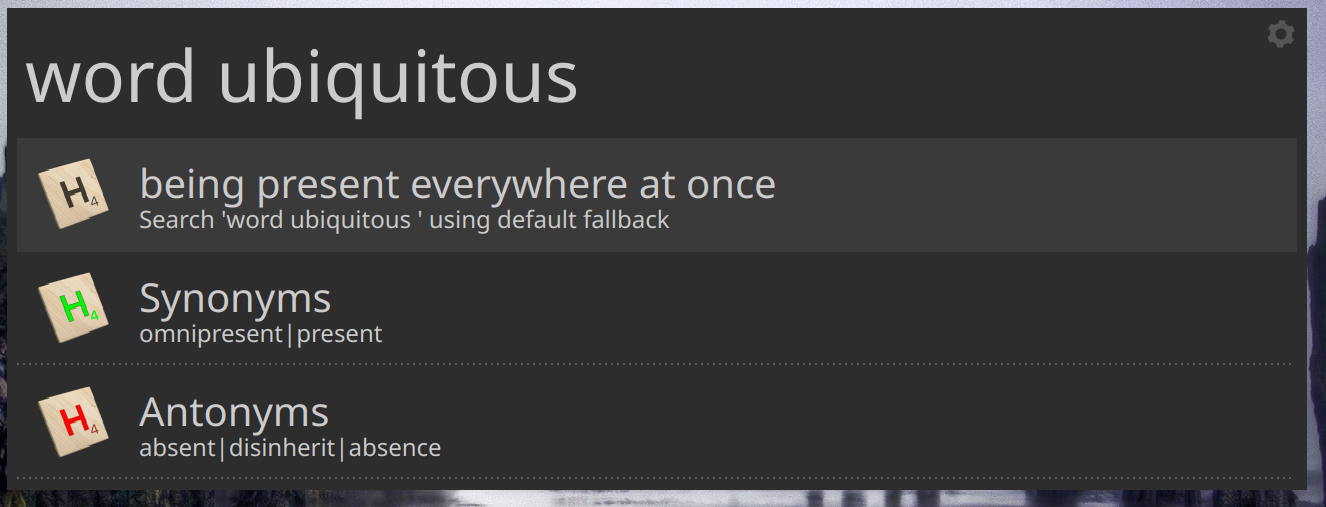 word ubiquitous
H4
being present everywhere at once
Search 'word ubiquitous ' using default fallback
H4
Synonyms
omnipresent|present
H4
Antonyms
absent|disinherit|absence